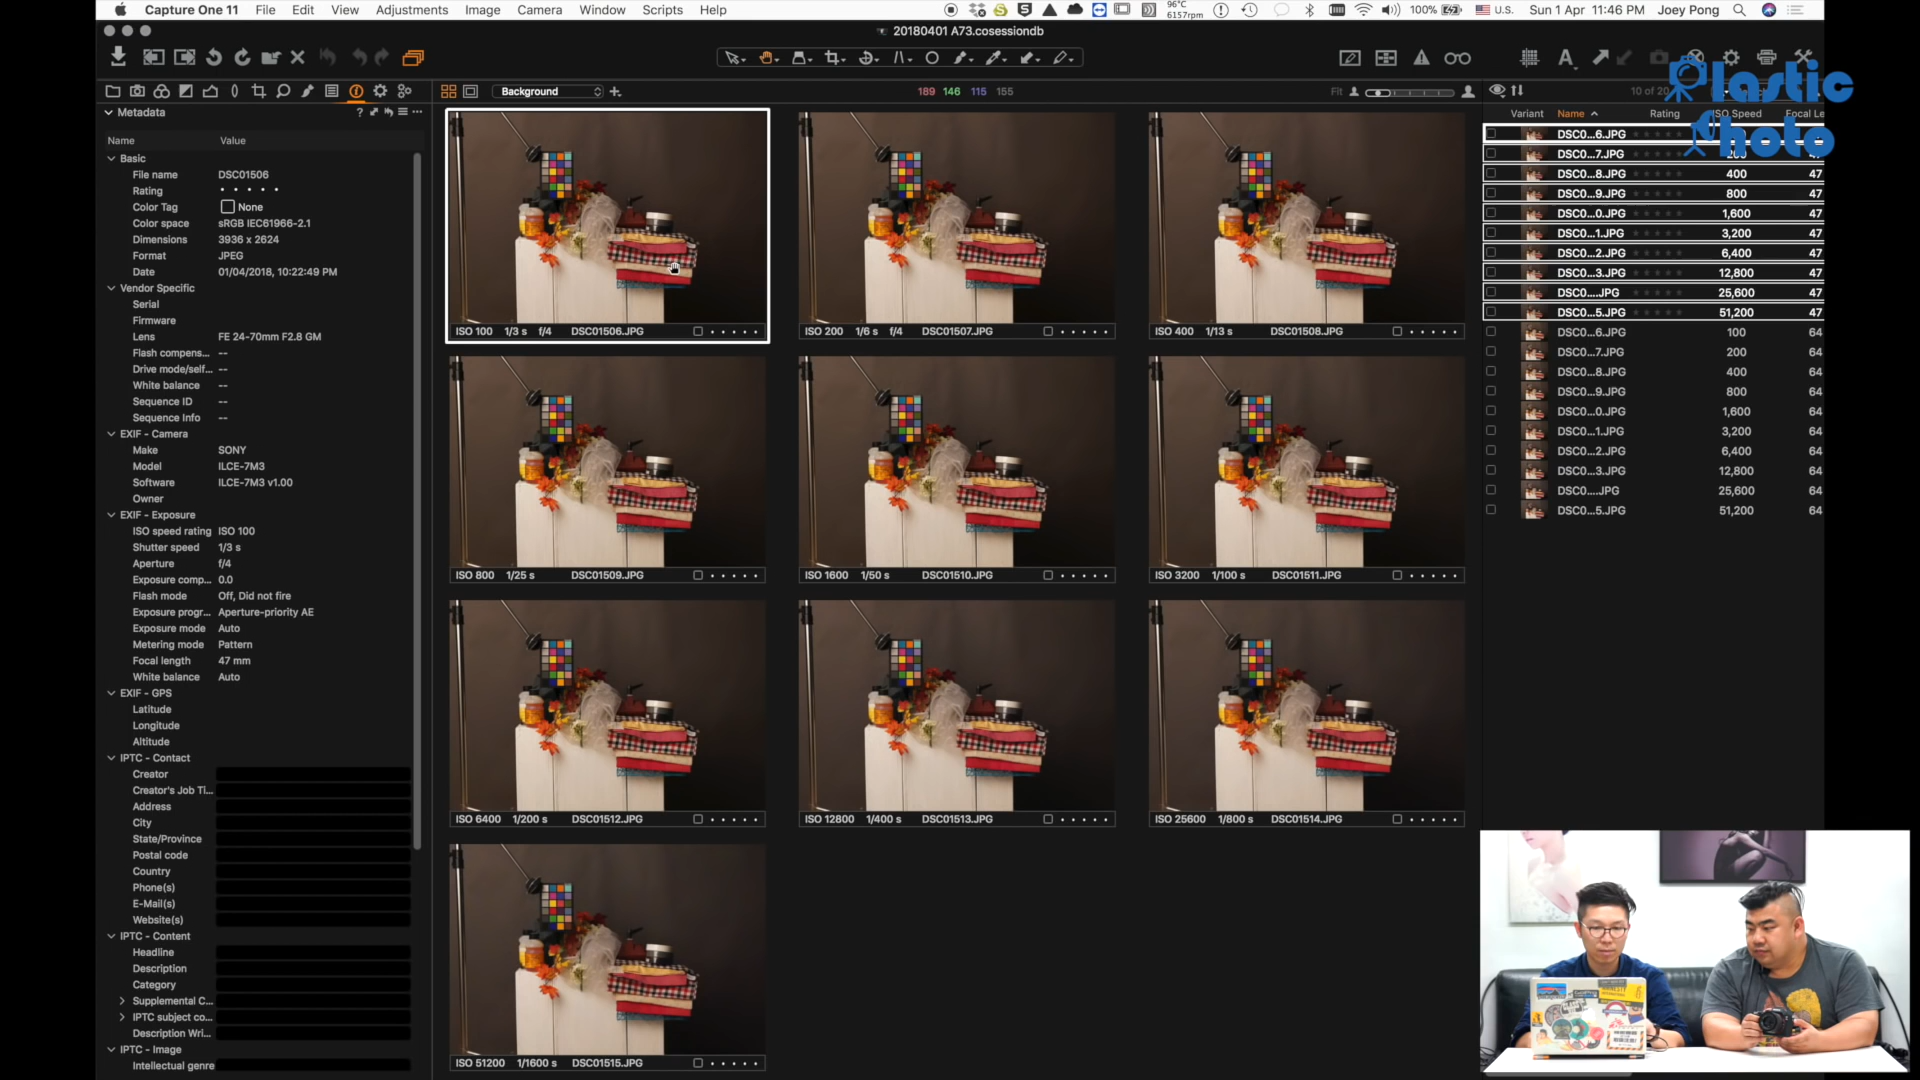 Capture One 11 File Edit View Adjustments Image Camera Window Scripts Help 96°C 6157rpm 100% U.S. Sun 1 Apr 11:46 PM Joey Pong
20180401 A73.cosessiondb
Background 189 146 115 155 Fit 10 of 20
Plastic
Photo
Metadata
Name Value
Basic
File name DSC01506
Rating
Color Tag None
Color space sRGB IEC61966-2.1
Dimensions 3936 x 2624
Format JPEG
Date 01/04/2018, 10:22:49 PM
Vendor Specific
Serial
Firmware
Lens FE 24-70mm F2.8 GM
Flash compens... --
Drive mode/self... --
White balance --
Sequence ID --
Sequence Info --
EXIF - Camera
Make SONY
Model ILCE-7M3
Software ILCE-7M3 v1.00
Owner
EXIF - Exposure
ISO speed rating ISO 100
Shutter speed 1/3 s
Aperture f/4
Exposure comp... 0.0
Flash mode Off, Did not fire
Exposure progr... Aperture-priority AE
Exposure mode Auto
Metering mode Pattern
Focal length 47 mm
White balance Auto
EXIF - GPS
Latitude
Longitude
Altitude
IPTC - Contact
Creator
Creator's Job Ti...
Address
City
State/Province
Postal code
Country
Phone(s)
E-Mail(s)
Website(s)
IPTC - Content
Headline
Description
Category
Supplemental C...
IPTC subject co...
Description Wri...
IPTC - Image
Intellectual genre
ISO 100 1/3 s f/4 DSC01506.JPG
ISO 200 1/6 s f/4 DSC01507.JPG
ISO 400 1/13 s DSC01508.JPG
ISO 800 1/25 s DSC01509.JPG
ISO 1600 1/50 s DSC01510.JPG
ISO 3200 1/100 s DSC01511.JPG
ISO 6400 1/200 s DSC01512.JPG
ISO 12800 1/400 s DSC01513.JPG
ISO 25600 1/800 s DSC01514.JPG
ISO 51200 1/1600 s DSC01515.JPG
Variant Name Rating ISO Speed Focal Le
DSC0...6.JPG
DSC0...7.JPG 200
DSC0...8.JPG 400 47
DSC0...9.JPG 800 47
DSC0...0.JPG 1,600 47
DSC0...1.JPG 3,200 47
DSC0...2.JPG 6,400 47
DSC0...3.JPG 12,800 47
DSC0....JPG 25,600 47
DSC0...5.JPG 51,200 47
DSC0...6.JPG 100 64
DSC0...7.JPG 200 64
DSC0...8.JPG 400 64
DSC0...9.JPG 800 64
DSC0...0.JPG 1,600 64
DSC0...1.JPG 3,200 64
DSC0...2.JPG 6,400 64
DSC0...3.JPG 12,800 64
DSC0....JPG 25,600 64
DSC0...5.JPG 51,200 64